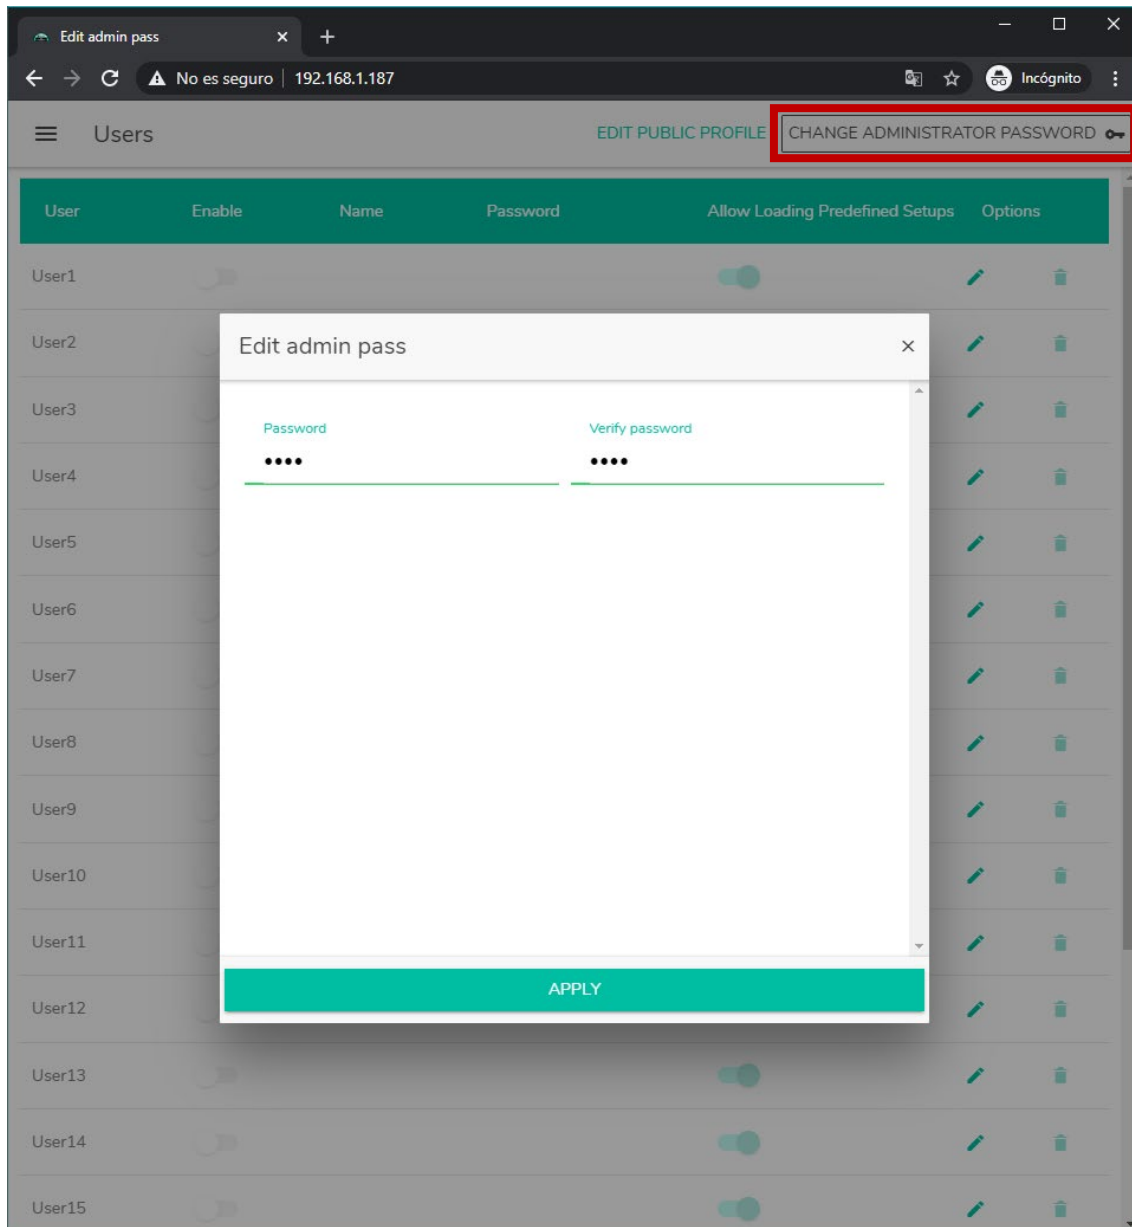 Edit admin pass
No es seguro | 192.168.1.187
Incógnito
Users
EDIT PUBLIC PROFILE
CHANGE ADMINISTRATOR PASSWORD
User Enable Name Password Allow Loading Predefined Setups Options
User1
User2
Edit admin pass
User3
Password Verify password
•••• ••••
User4
User5
User6
User7
User8
User9
User10
User11
APPLY
User12
User13
User14
User15